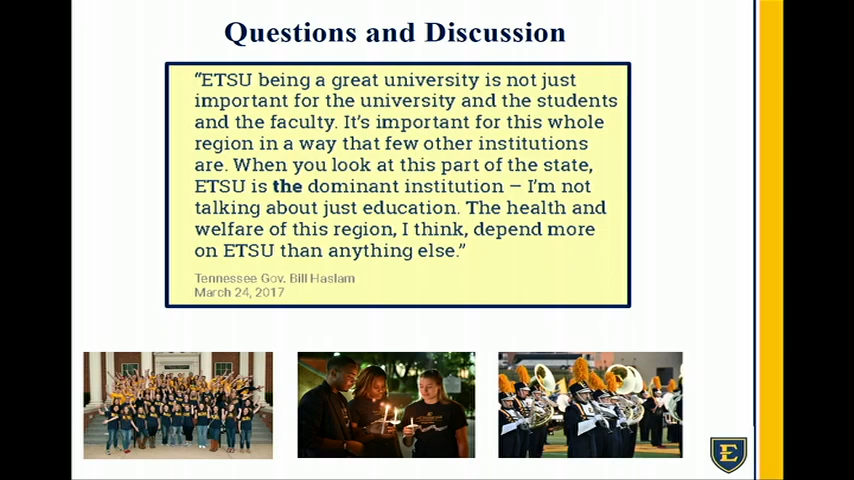 Questions and Discussion
“ETSU being a great university is not just
important for the university and the students
and the faculty. It’s important for this whole
region in a way that few other institutions
are. When you look at this part of the state,
ETSU is the dominant institution – I’m not
talking about just education. The health and
welfare of this region, I think, depend more
on ETSU than anything else.”
Tennessee Gov. Bill Haslam
March 24, 2017
E